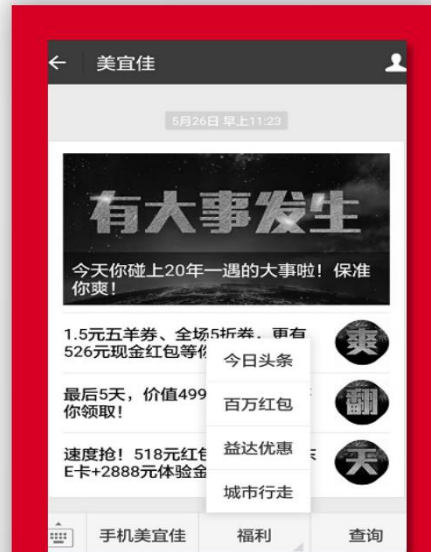 美宜佳
5月26日 早上11:23
有大事发生
今天你碰上20年一遇的大事啦！保准
你爽！
1.5元五羊券、全场5折券，更有
526元现金红包等你
爽
最后5天，价值499
你领取！
翻
速度抢！518元红包
E卡+2888元体验金
天
今日头条
百万红包
益达优惠
城市行走
手机美宜佳
福利
查询